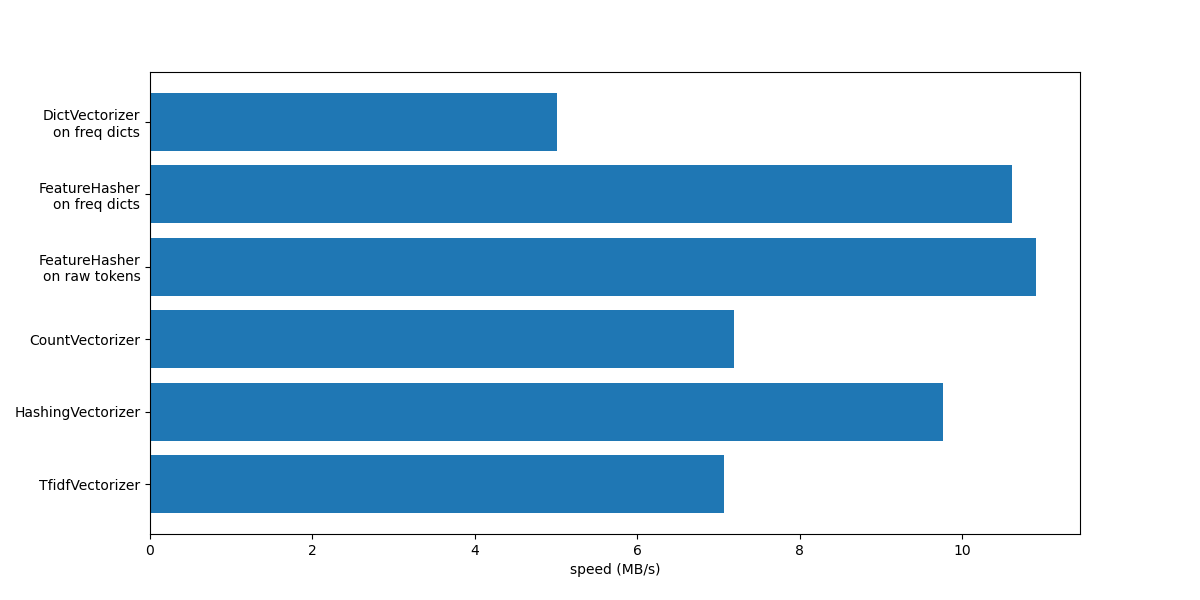 DictVectorizer
on freq dicts
FeatureHasher
on freq dicts
FeatureHasher
on raw tokens
CountVectorizer
HashingVectorizer
TfidfVectorizer
0 2 4 6 8 10
speed (MB/s)